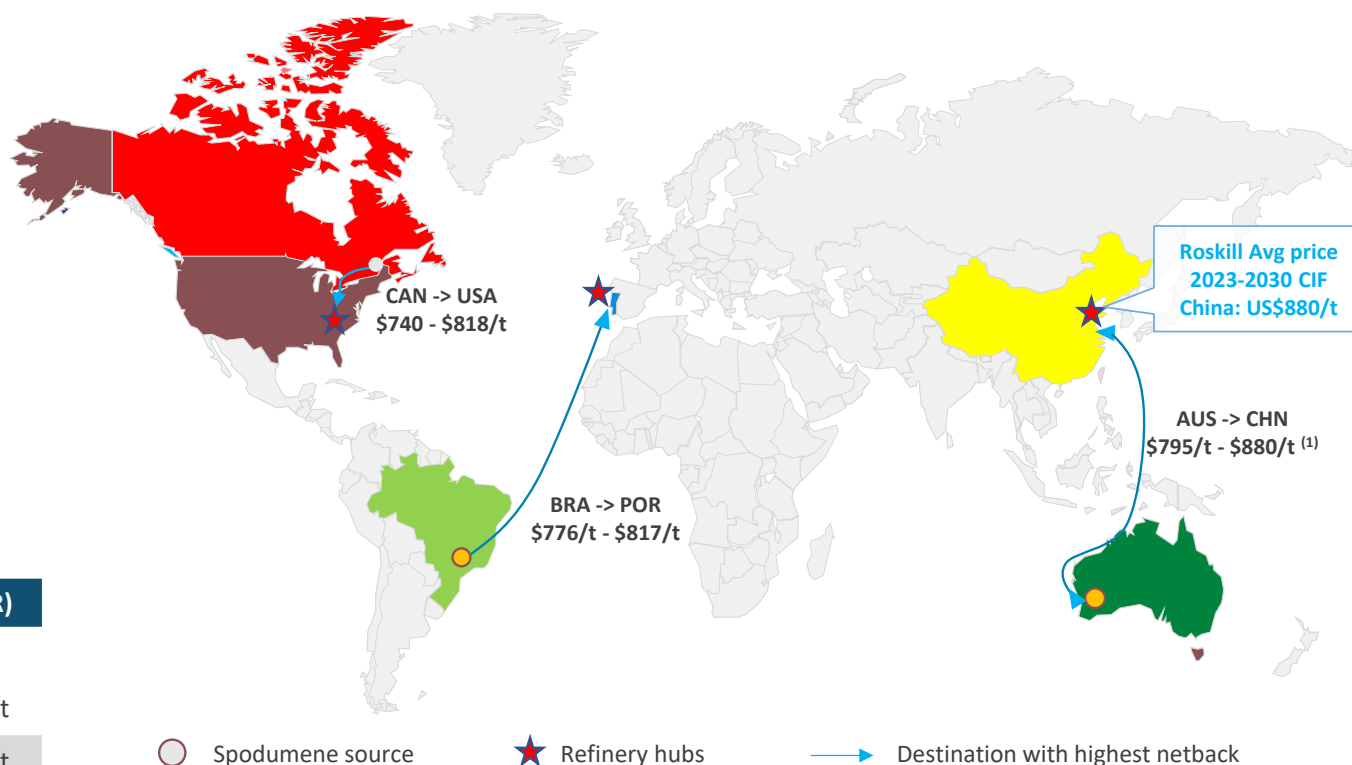 Roskill Avg price
2023-2030 CIF
China: US$880/t
CAN -> USA
$740 - $818/t
AUS -> CHN
$795/t - $880/t (1)
BRA -> POR
$776/t - $817/t
R)
t
t
Spodumene source
Refinery hubs
Destination with highest netback